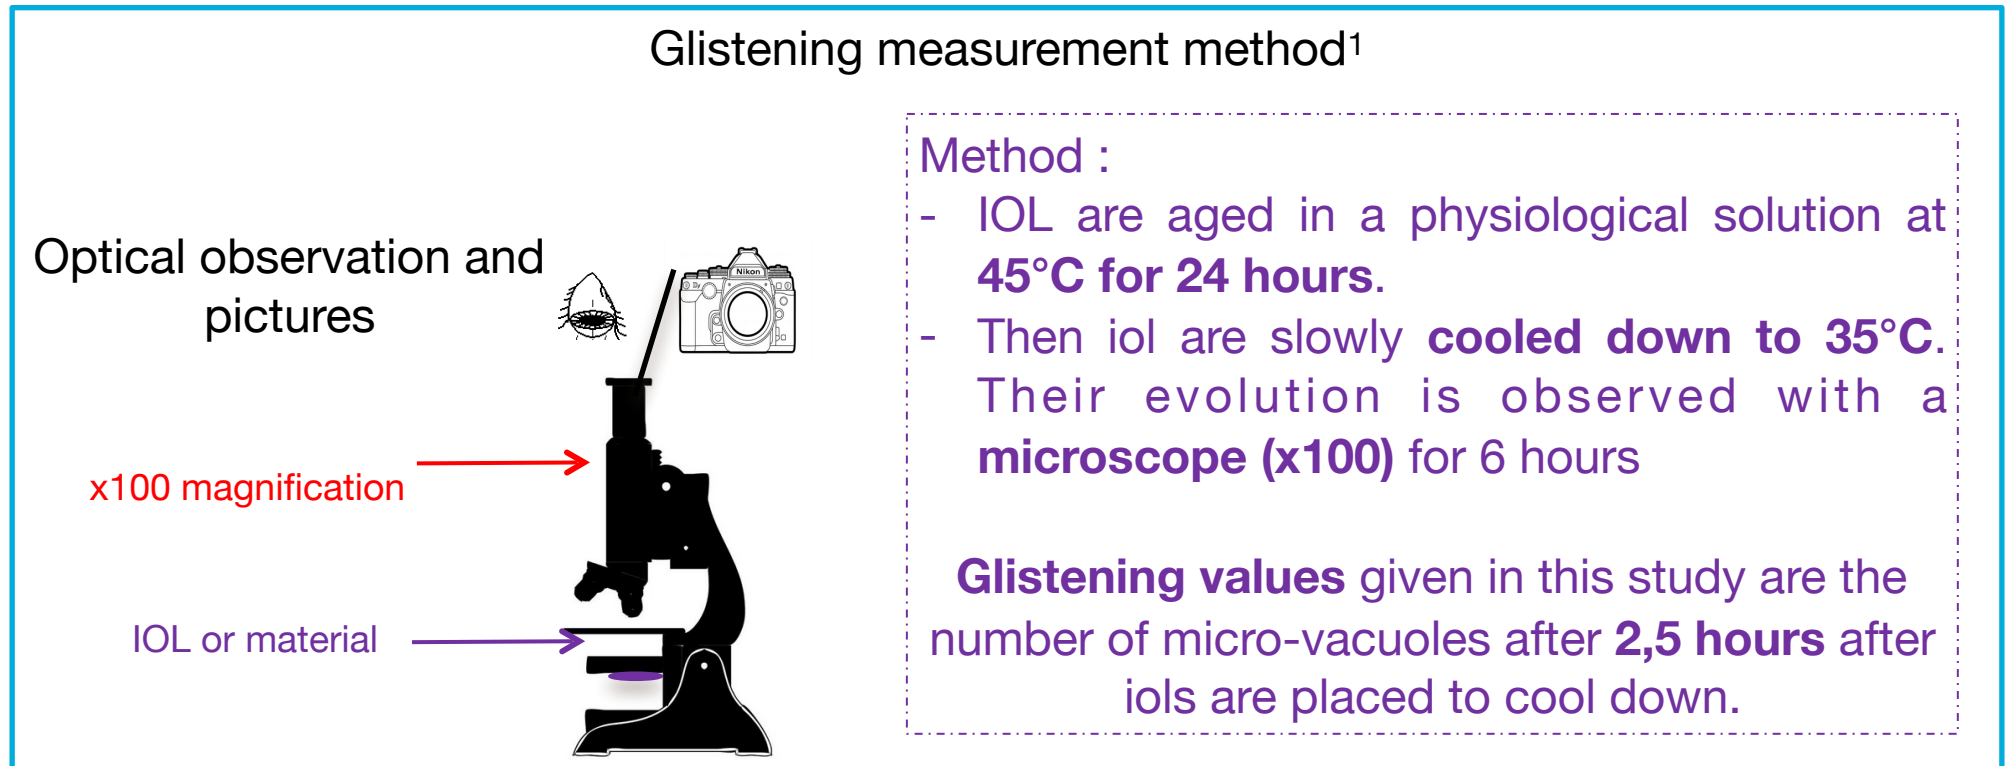 Glistening measurement method¹
Optical observation and
pictures
Nikon
Df
x100 magnification
IOL or material
Method :
- IOL are aged in a physiological solution at
45°C for 24 hours.
- Then iol are slowly cooled down to 35°C.
Their evolution is observed with a
microscope (x100) for 6 hours
Glistening values given in this study are the
number of micro-vacuoles after 2,5 hours after
iols are placed to cool down.